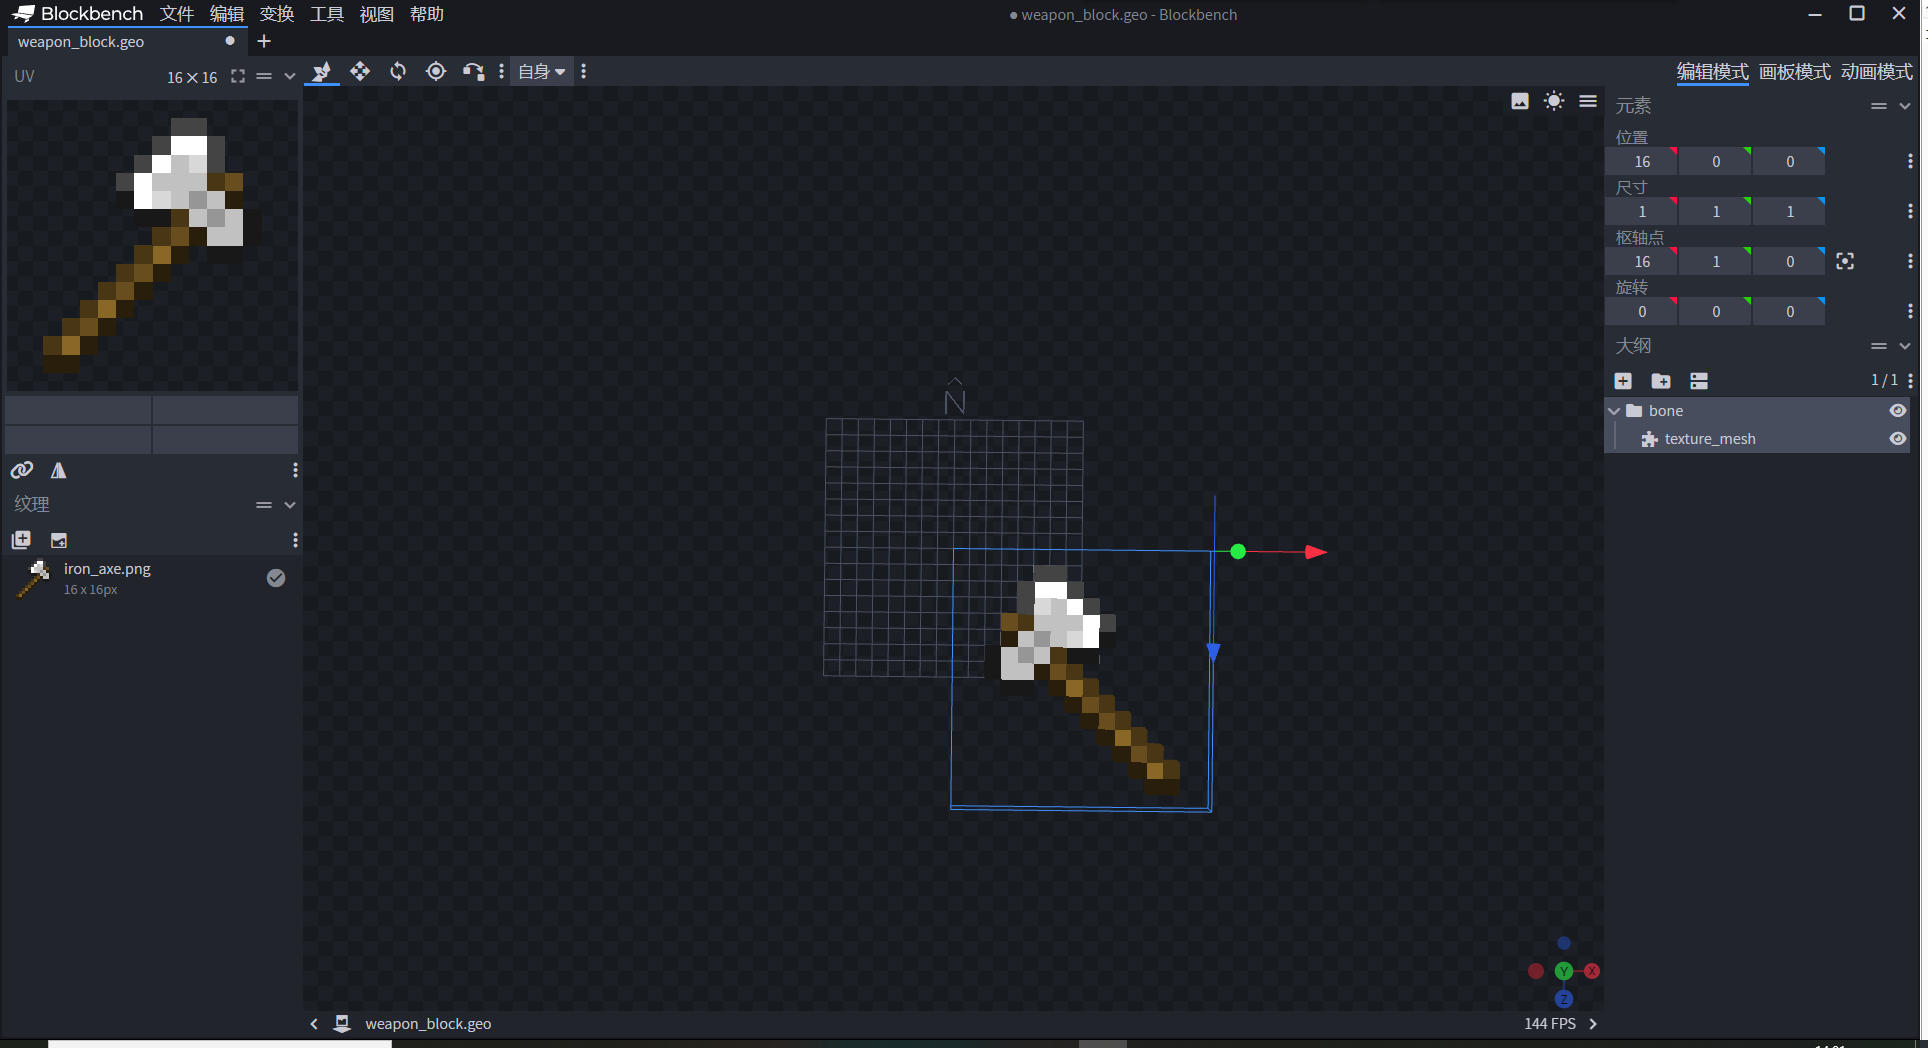 Blockbench 文件 编辑 变换 工具 视图 帮助
● weapon_block.geo - Blockbench
weapon_block.geo
UV 16×16
自身
编辑模式 画板模式 动画模式
元素
位置
16 0 0
尺寸
1 1 1
枢轴点
16 1 0
旋转
0 0 0
大纲
1 / 1
bone
texture_mesh
N
纹理
iron_axe.png
16 x 16px
Y X
Z
weapon_block.geo
144 FPS